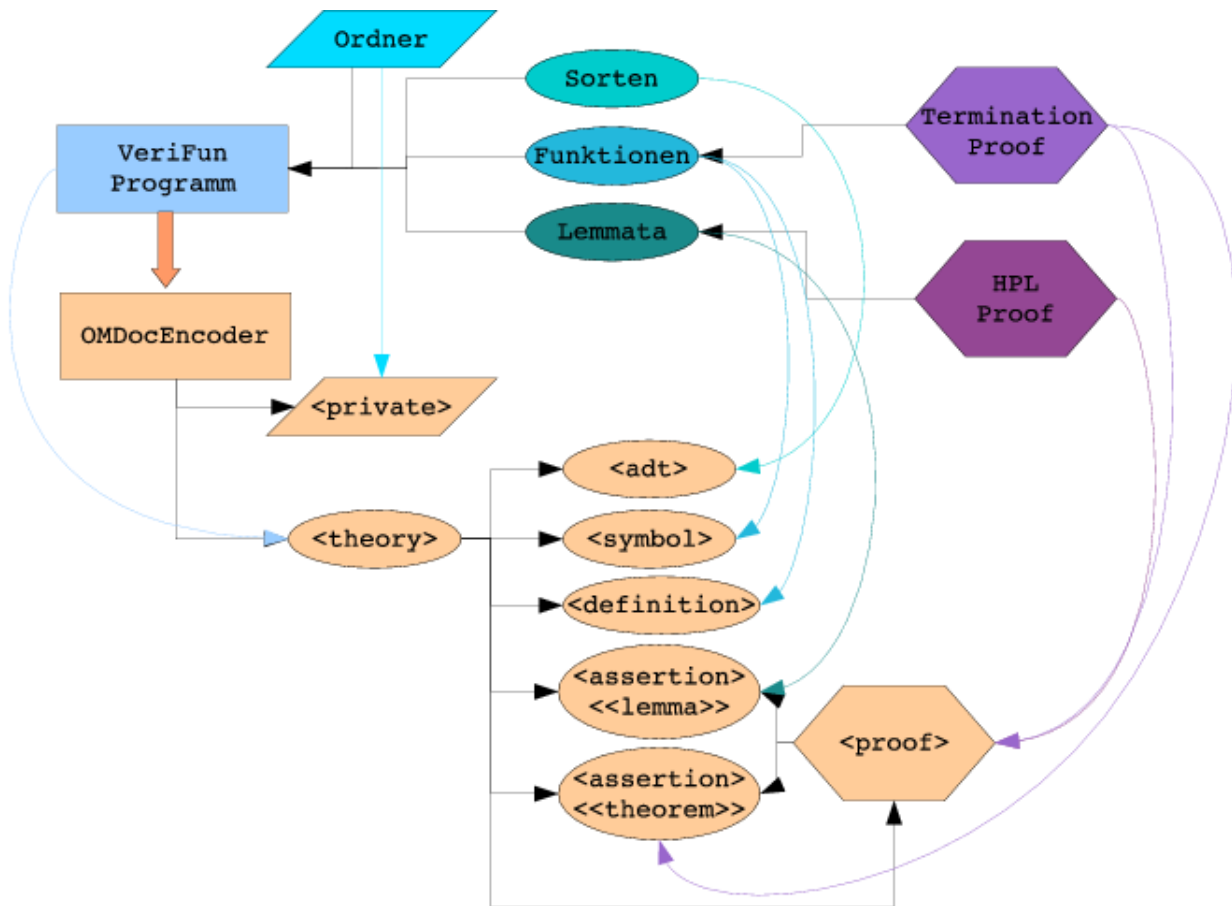 Ordner
Sorten
Termination
Proof
VeriFun
Programm
Funktionen
Lemmata
HPL
Proof
OMDocEncoder
<private>
<adt>
<theory>
<symbol>
<definition>
<assertion>
<<lemma>>
<proof>
<assertion>
<<theorem>>